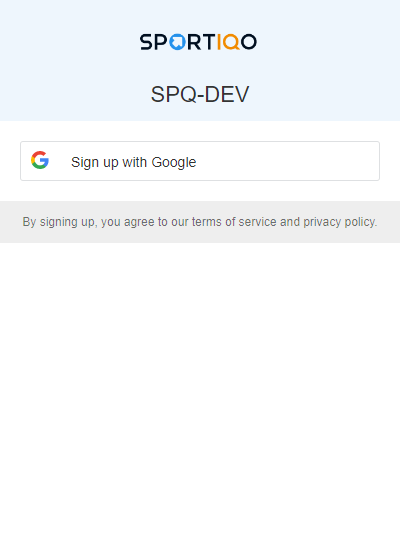 SPORTIQO
SPQ-DEV
Sign up with Google
By signing up, you agree to our terms of service and privacy policy.